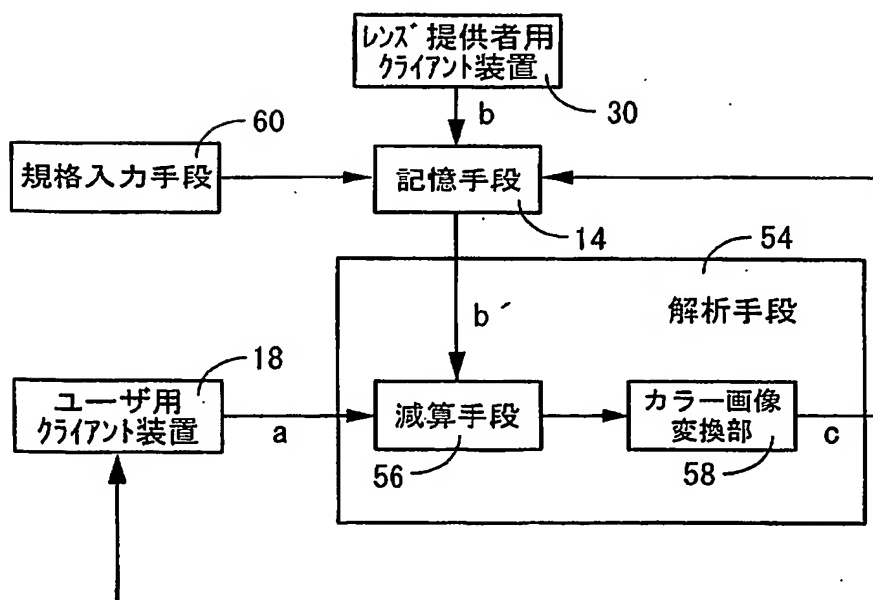 レンズ提供者用
クライアント装置
30
b
60
規格入力手段
記憶手段
14
54
解析手段
b´
18
ユーザ用
クライアント装置
a
減算手段
56
カラー画像
変換部
58
c